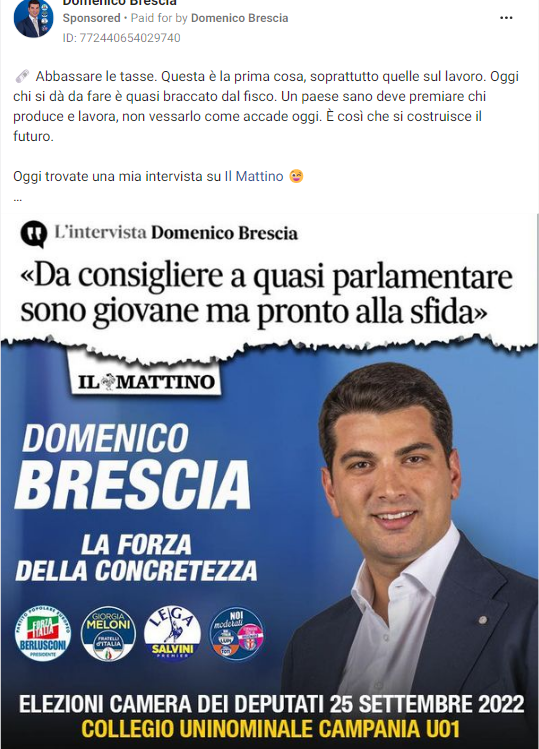 Domenico Brescia
Sponsored • Paid for by Domenico Brescia
ID: 772440654029740
Abbassare le tasse. Questa è la prima cosa, soprattutto quelle sul lavoro. Oggi
chi si dà da fare è quasi braccato dal fisco. Un paese sano deve premiare chi
produce e lavora, non vessarlo come accade oggi. È così che si costruisce il
futuro.
Oggi trovate una mia intervista su Il Mattino 😉
...
L'intervista Domenico Brescia
«Da consigliere a quasi parlamentare
sono giovane ma pronto alla sfida»
IL MATTINO
DOMENICO
BRESCIA
LA FORZA
DELLA CONCRETEZZA
PARTITO POPOLARE EUROPEO
FORZA ITALIA
BERLUSCONI
PRESIDENTE
GIORGIA
MELONI
FRATELLI d'ITALIA
LEGA
SALVINI
PREMIER
NOI
moderati
ELEZIONI CAMERA DEI DEPUTATI 25 SETTEMBRE 2022
COLLEGIO UNINOMINALE CAMPANIA U01